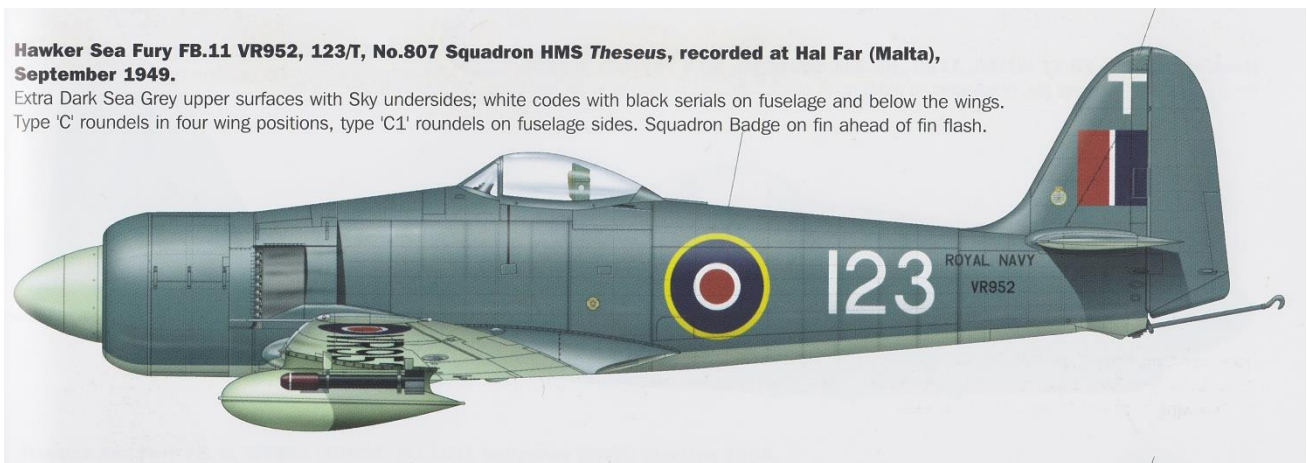 Hawker Sea Fury FB.11 VR952, 123/T, No.807 Squadron HMS Theseus, recorded at Hal Far (Malta),
September 1949.
Extra Dark Sea Grey upper surfaces with Sky undersides; white codes with black serials on fuselage and below the wings.
Type 'C' roundels in four wing positions, type 'C1' roundels on fuselage sides. Squadron Badge on fin ahead of fin flash.
T
123
ROYAL NAVY
VR952